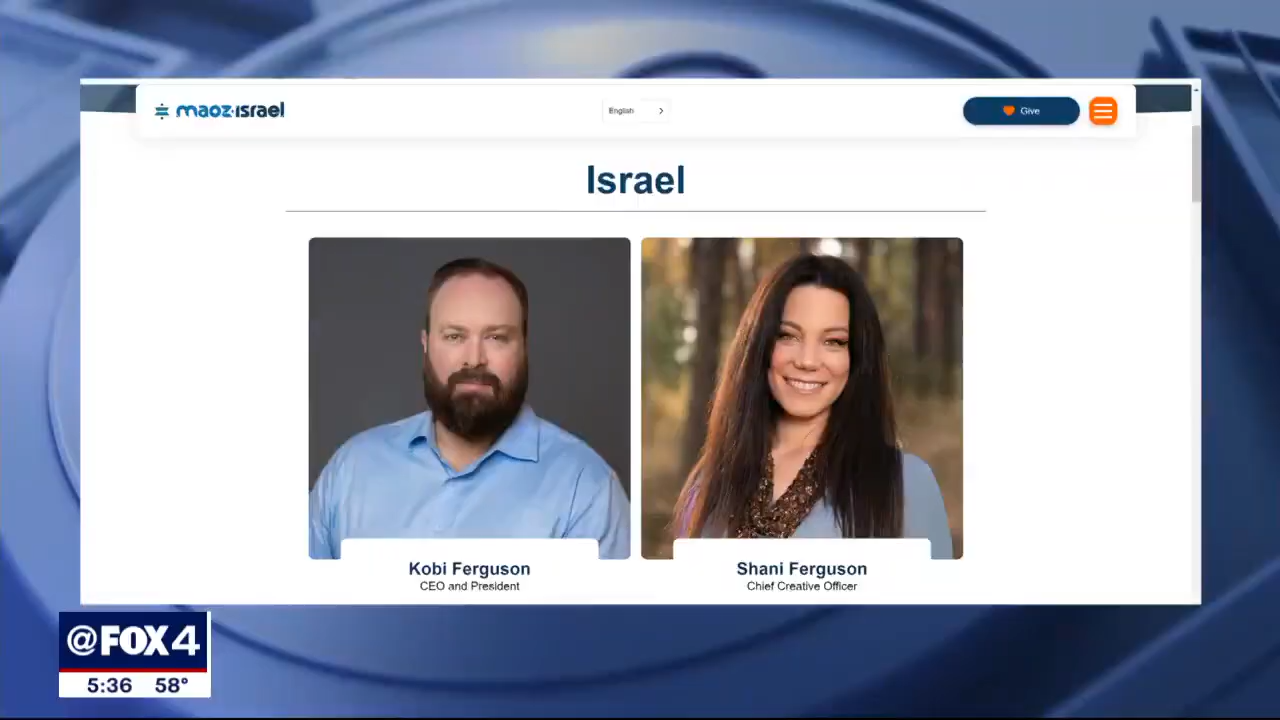 maoz·israel
English
Give
Israel
Kobi Ferguson
CEO and President
Shani Ferguson
Chief Creative Officer
@FOX4
5:36 58°